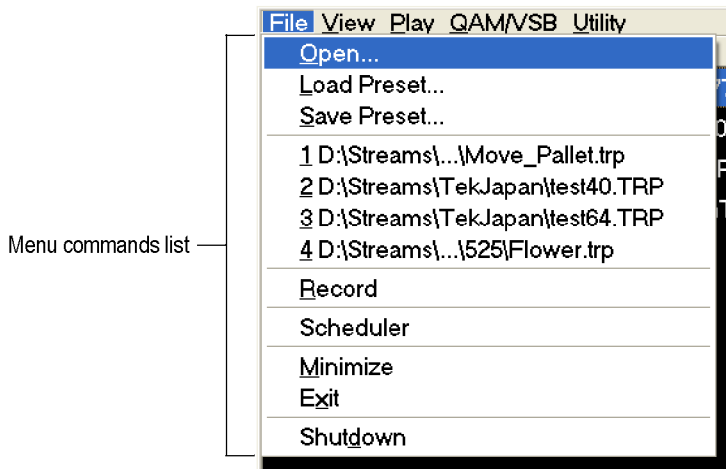 File View Play QAM/VSB Utility
Open...
Load Preset...
Save Preset...
1 D:\Streams\...\Move_Pallet.trp
2 D:\Streams\TekJapan\test40.TRP
3 D:\Streams\TekJapan\test64.TRP
Menu commands list
4 D:\Streams\...\525\Flower.trp
Record
Scheduler
Minimize
Exit
Shutdown